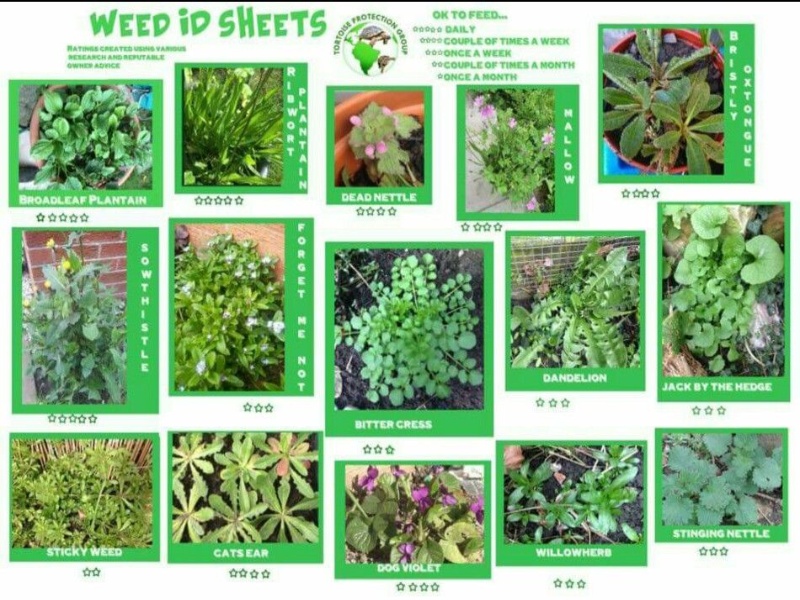 WEED iD SHEETS
RATINGS CREATED USING VARIOUS
RESEARCH AND REPUTABLE
OWNER ADVICE
TORTOISE PROTECTION GROUP
OK TO FEED...
☆☆☆☆☆ DAILY
☆☆☆☆ COUPLE OF TIMES A WEEK
☆☆☆ ONCE A WEEK
☆☆ COUPLE OF TIMES A MONTH
☆ ONCE A MONTH
BROADLEAF PLANTAIN
☆☆☆☆☆
RIBWORT PLANTAIN
☆☆☆☆☆
DEAD NETTLE
☆☆☆☆
MALLOW
☆☆☆☆
BRISTLY OXTONGUE
☆☆☆☆
SOWTHISTLE
☆☆☆☆☆
FORGET ME NOT
☆☆☆
BITTER CRESS
☆☆☆
DANDELION
☆☆☆
JACK BY THE HEDGE
☆☆☆
STICKY WEED
☆☆
CATS EAR
☆☆☆☆
DOG VIOLET
☆☆☆☆
WILLOWHERB
☆☆☆
STINGING NETTLE
☆☆☆